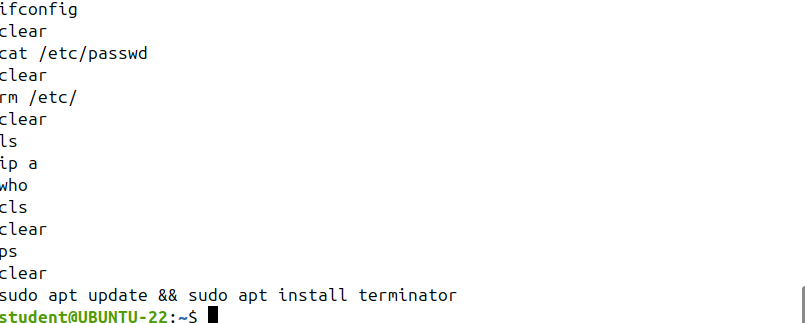 ifconfig
clear
cat /etc/passwd
clear
rm /etc/
clear
ls
ip a
who
cls
clear
ps
clear
sudo apt update && sudo apt install terminator
student@UBUNTU-22:~$